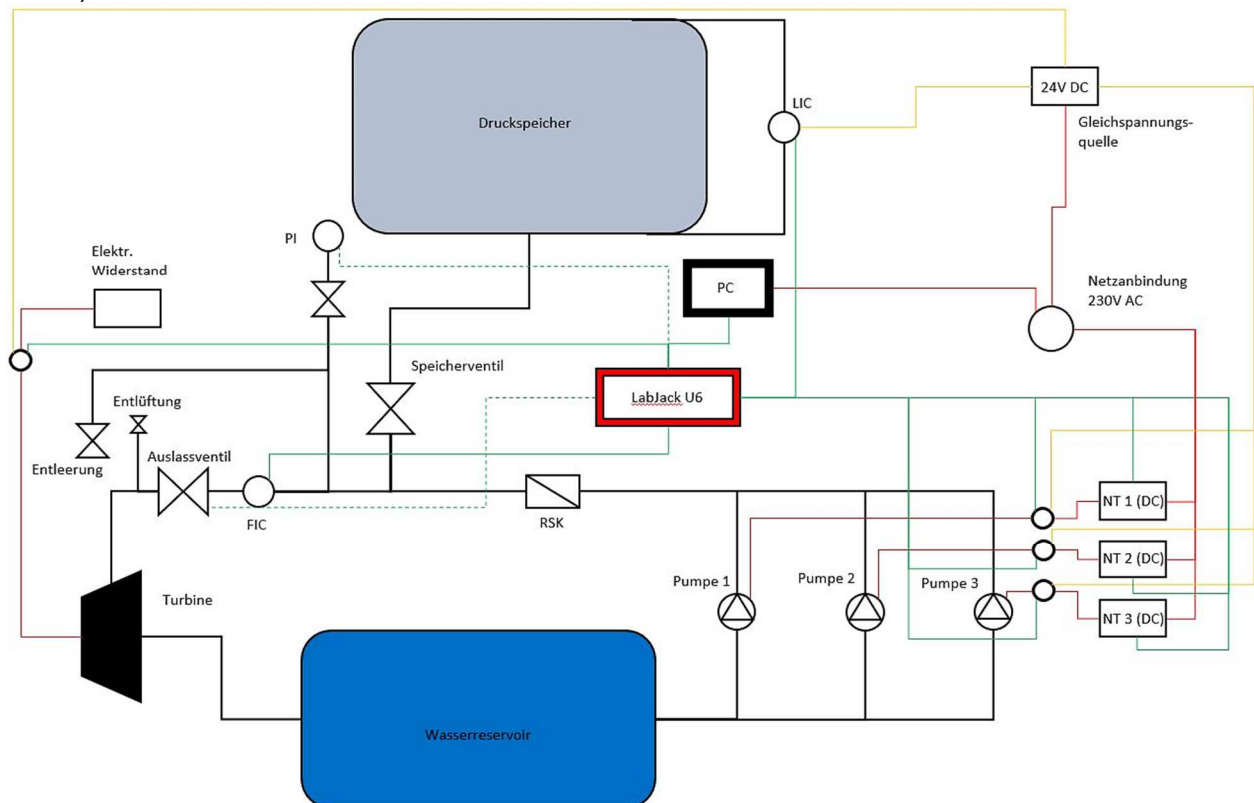 24V DC
LIC
Druckspeicher
Gleichspannungs-
quelle
PI
Elektr.
Widerstand
PC
Netzanbindung
230V AC
Speicherventil
LabJack U6
Entlüftung
Entleerung
Auslassventil
FIC
RSK
NT 1 (DC)
NT 2 (DC)
NT 3 (DC)
Pumpe 1
Pumpe 2
Pumpe 3
Turbine
Wasserreservoir